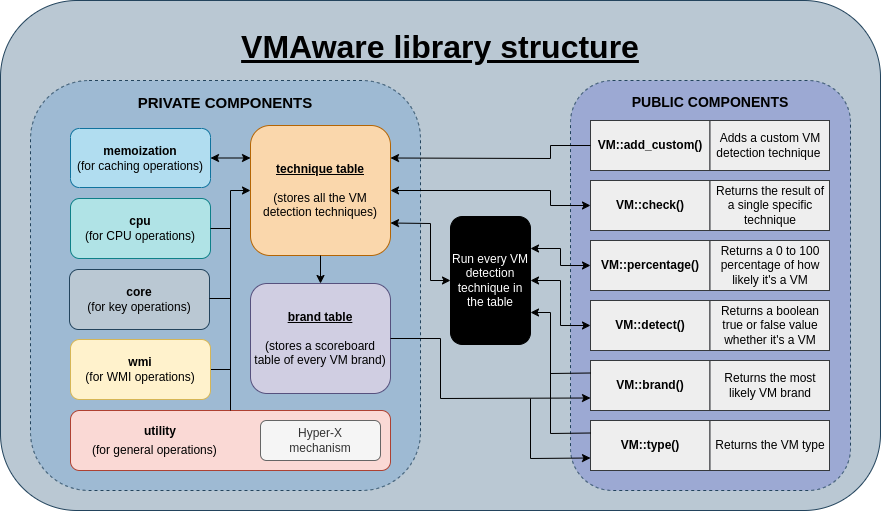 VMAware library structure
PRIVATE COMPONENTS
memoization
(for caching operations)
cpu
(for CPU operations)
core
(for key operations)
wmi
(for WMI operations)
utility
(for general operations)
Hyper-X
mechanism
technique table
(stores all the VM
detection techniques)
brand table
(stores a scoreboard
table of every VM brand)
Run every VM
detection
technique in
the table
PUBLIC COMPONENTS
VM::add_custom()
Adds a custom VM
detection technique
VM::check()
Returns the result of
a single specific
technique
VM::percentage()
Returns a 0 to 100
percentage of how
likely it's a VM
VM::detect()
Returns a boolean
true or false value
whether it's a VM
VM::brand()
Returns the most
likely VM brand
VM::type()
Returns the VM type